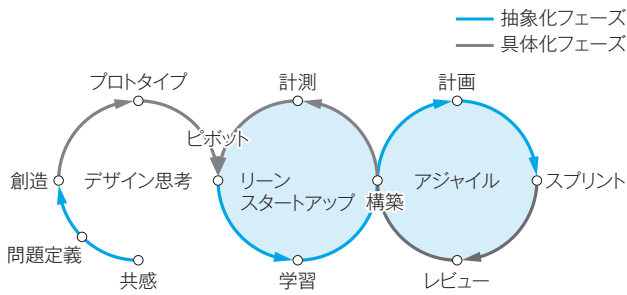 抽象化フェーズ
具体化フェーズ
プロトタイプ
計測
計画
ピボット
創造
デザイン思考
リーン
スタートアップ
構築
アジャイル
スプリント
問題定義
共感
学習
レビュー